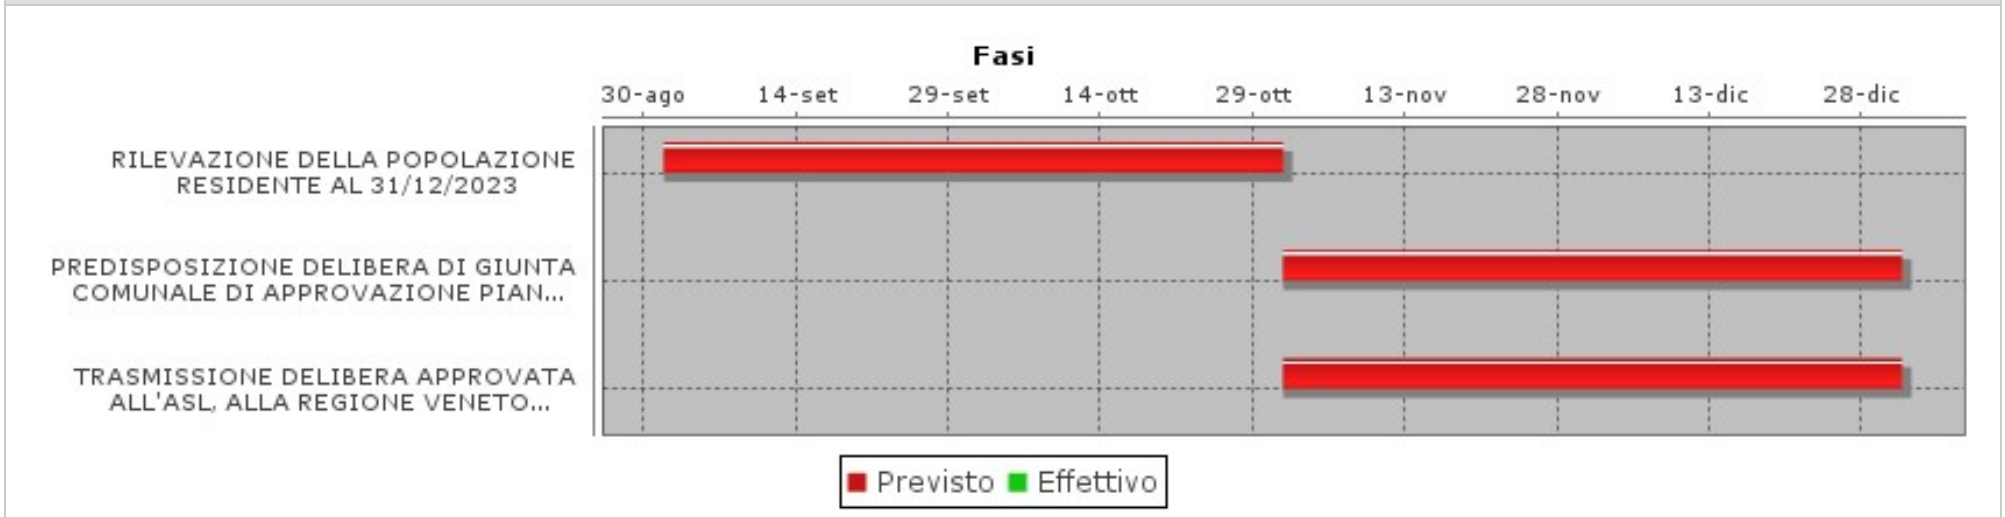 Fasi
30-ago 14-set 29-set 14-ott 29-ott 13-nov 28-nov 13-dic 28-dic
RILEVAZIONE DELLA POPOLAZIONE
RESIDENTE AL 31/12/2023
PREDISPOSIZIONE DELIBERA DI GIUNTA
COMUNALE DI APPROVAZIONE PIAN...
TRASMISSIONE DELIBERA APPROVATA
ALL'ASL, ALLA REGIONE VENETO...
Previsto Effettivo